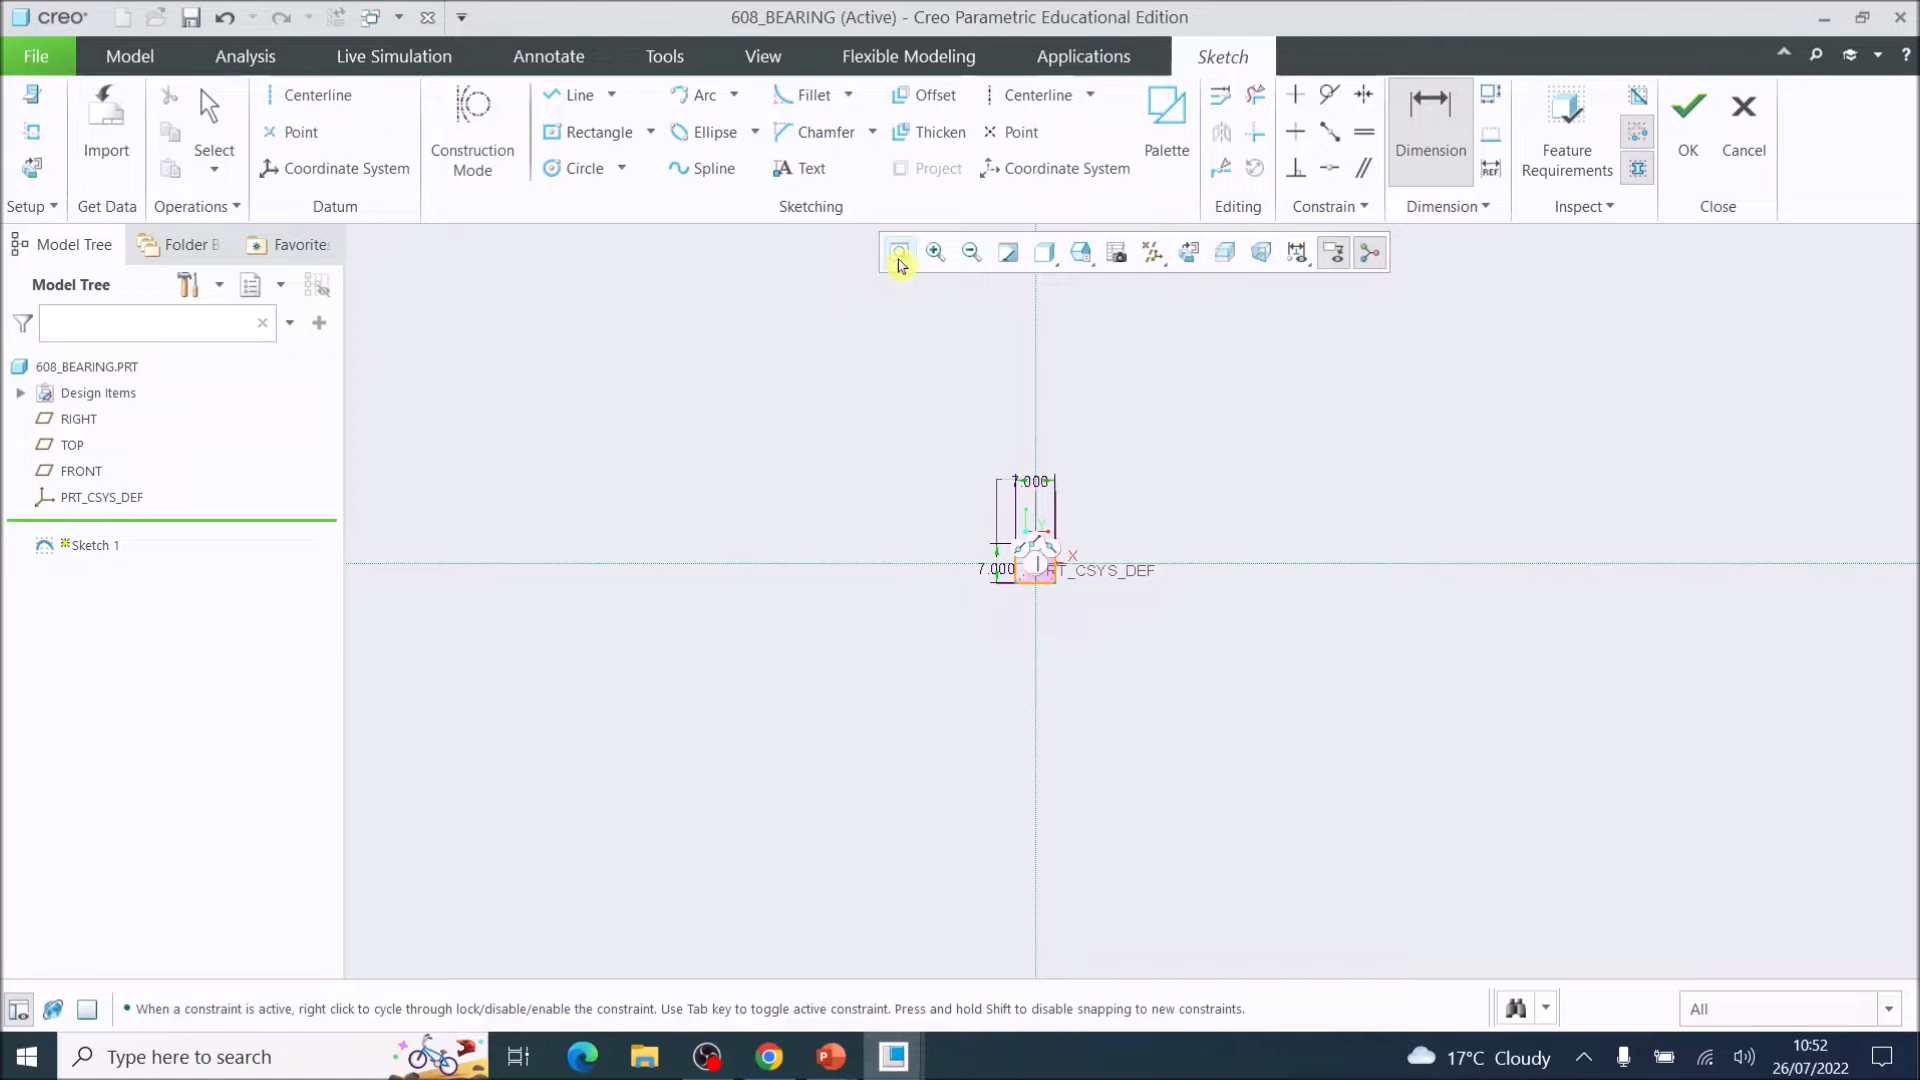 creo®
608_BEARING (Active) - Creo Parametric Educational Edition
File Model Analysis Live Simulation Annotate Tools View Flexible Modeling Applications Sketch
Centerline Line Arc Fillet Offset Centerline
Point Rectangle Ellipse Chamfer Thicken Point
Import Select Coordinate System Construction Mode Circle Spline Text Project Coordinate System Palette Dimension Feature Requirements OK Cancel
REF
Setup Get Data Operations Datum Sketching Editing Constrain Dimension Inspect Close
Model Tree Folder B Favorites
Model Tree
608_BEARING.PRT
Design Items
RIGHT
TOP
FRONT
PRT_CSYS_DEF
Sketch 1
7.000
Y
X
7.000
RT_CSYS_DEF
• When a constraint is active, right click to cycle through lock/disable/enable the constraint. Use Tab key to toggle active constraint. Press and hold Shift to disable snapping to new constraints.
All
Type here to search
17°C Cloudy
10:52
26/07/2022